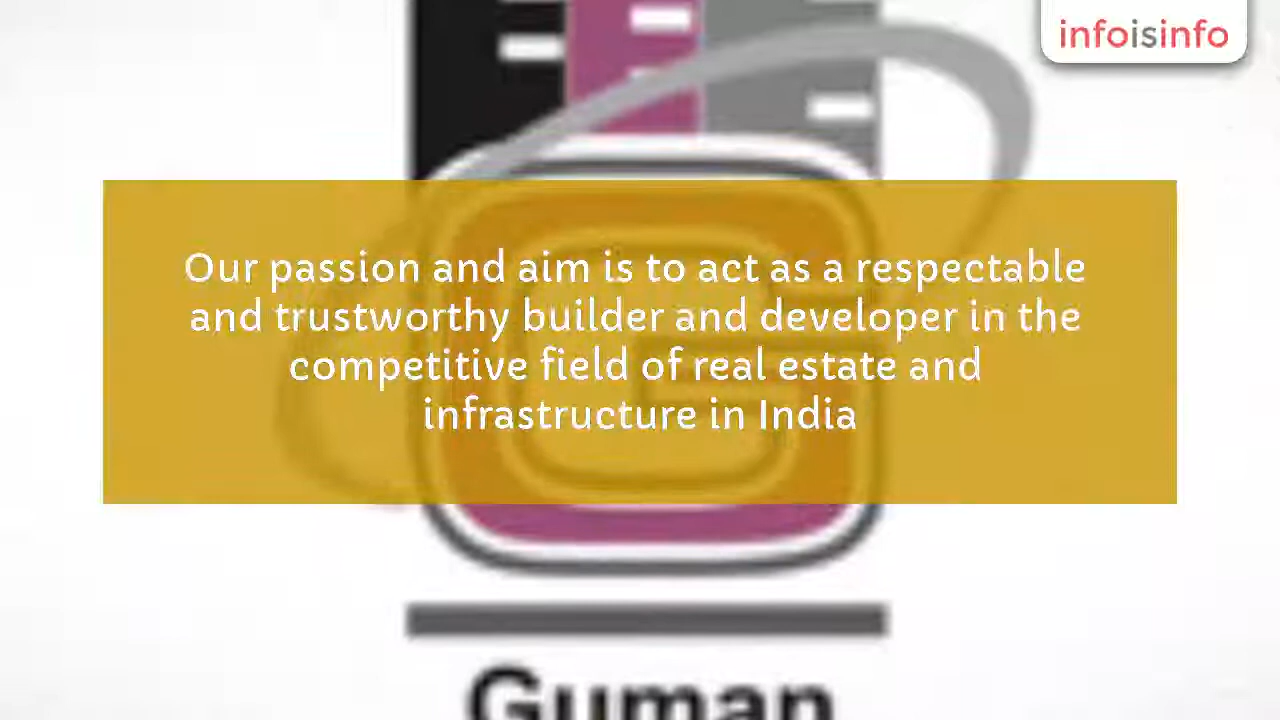 infoisinfo
Our passion and aim is to act as a respectable
and trustworthy builder and developer in the
competitive field of real estate and
infrastructure in India
G
Guman